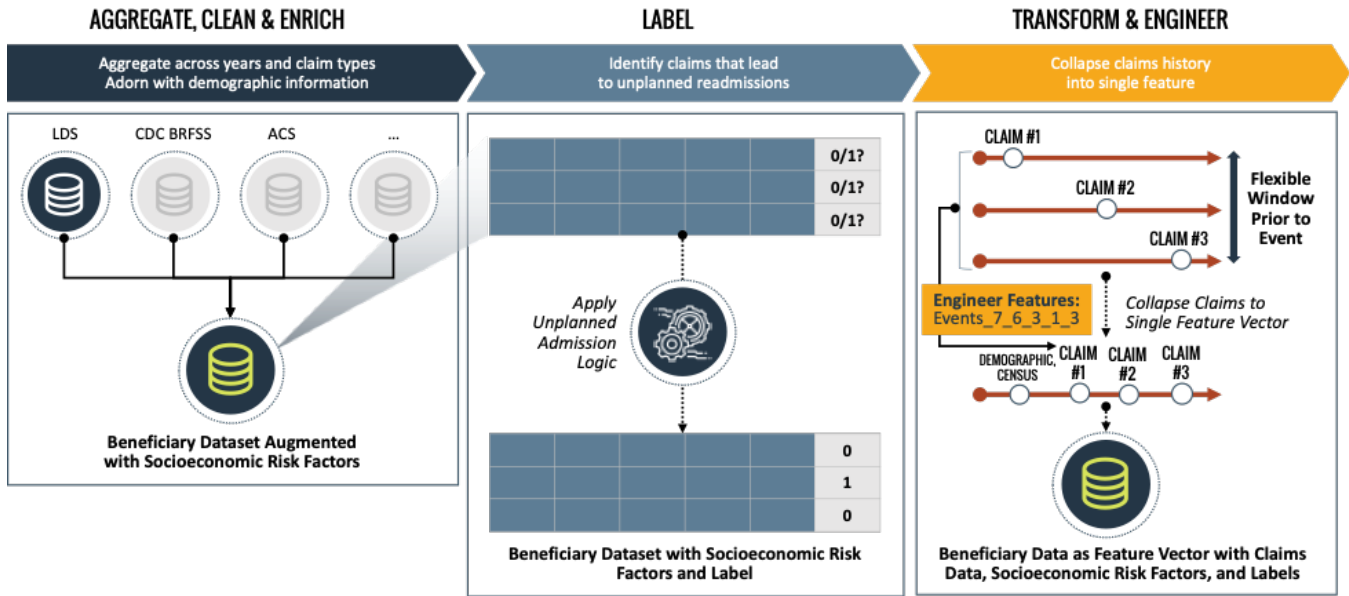 AGGREGATE, CLEAN & ENRICH
Aggregate across years and claim types
Adorn with demographic information
LDS
CDC BRFSS
ACS
...
Beneficiary Dataset Augmented
with Socioeconomic Risk Factors
LABEL
Identify claims that lead
to unplanned readmissions
0/1?
0/1?
0/1?
Apply
Unplanned
Admission
Logic
0
1
0
Beneficiary Dataset with Socioeconomic Risk
Factors and Label
TRANSFORM & ENGINEER
Collapse claims history
into single feature
CLAIM #1
CLAIM #2
CLAIM #3
Flexible
Window
Prior to
Event
Engineer Features:
Events_7_6_3_1_3
Collapse Claims to
Single Feature Vector
DEMOGRAPHIC,
CENSUS
CLAIM
#1
CLAIM
#2
CLAIM
#3
Beneficiary Data as Feature Vector with Claims
Data, Socioeconomic Risk Factors, and Labels